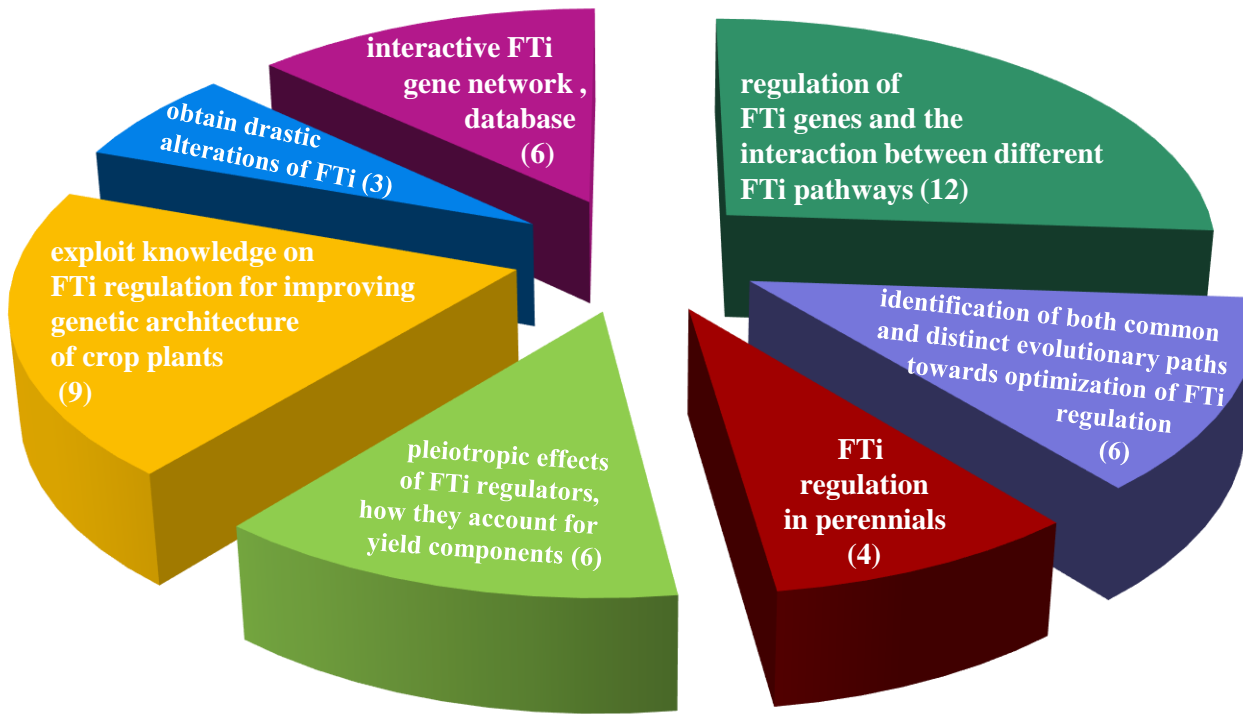 interactive FTi
gene network ,
database
(6)
regulation of
FTi genes and the
interaction between different
FTi pathways (12)
obtain drastic
alterations of FTi (3)
exploit knowledge on
FTi regulation for improving
genetic architecture
of crop plants
(9)
identification of both common
and distinct evolutionary paths
towards optimization of FTi
regulation
(6)
pleiotropic effects
of FTi regulators,
how they account for
yield components (6)
FTi
regulation
in perennials
(4)